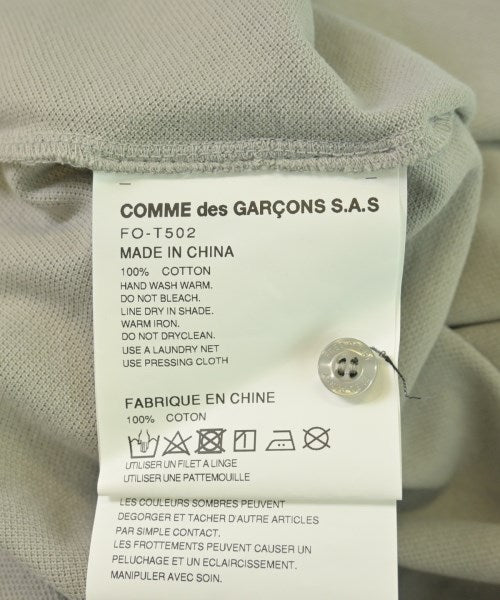 COMME des GARÇONS S.A.S
FO-T502
MADE IN CHINA
100% COTTON
HAND WASH WARM.
DO NOT BLEACH.
LINE DRY IN SHADE.
WARM IRON.
DO NOT DRYCLEAN.
USE A LAUNDRY NET
USE PRESSING CLOTH
FABRIQUE EN CHINE
100% COTON
UTILISER UN FILET A LINGE
UTILISER UNE PATTEMOUILLE
LES COULEURS SOMBRES PEUVENT
DEGORGER ET TACHER D'AUTRE ARTICLES
PAR SIMPLE CONTACT.
LES FROTTEMENTS PEUVENT CAUSER UN
PELUCHAGE ET UN ECLAIRCISSEMENT.
MANIPULER AVEC SOIN.